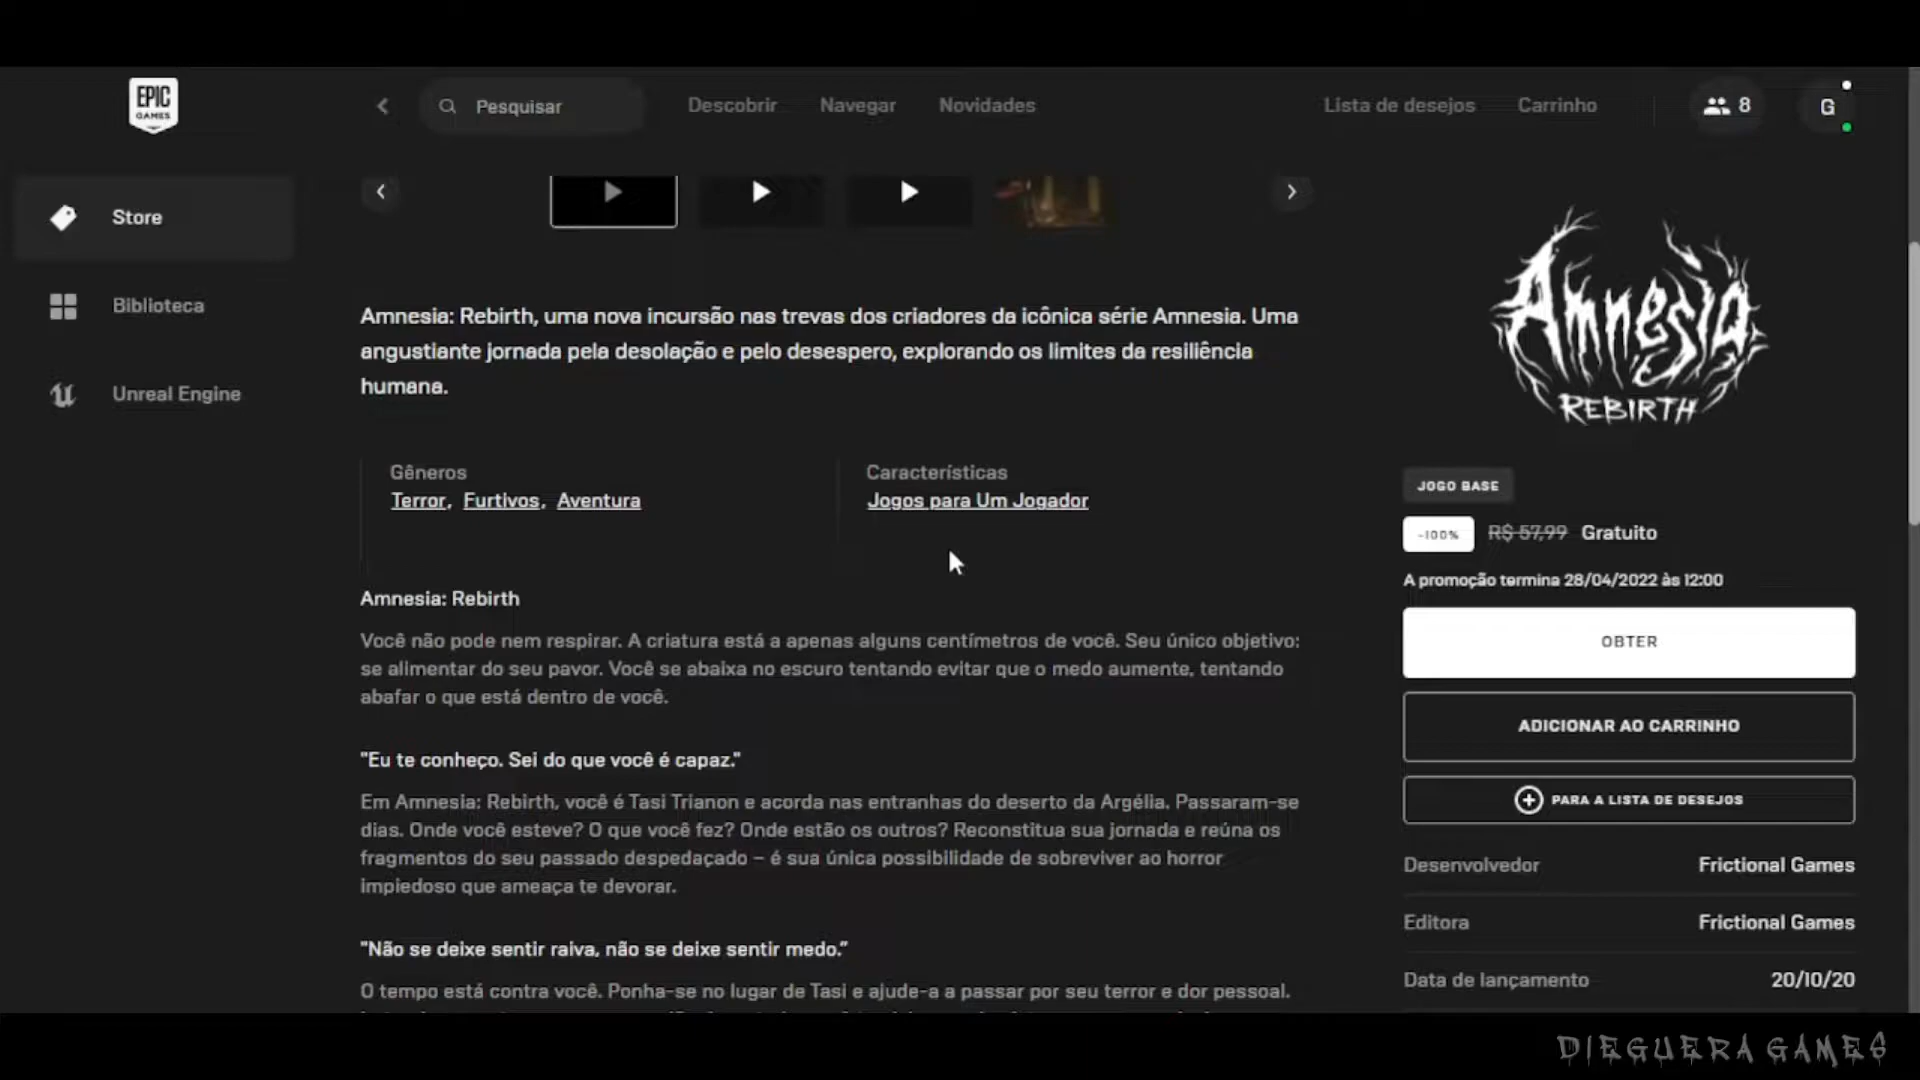 EPIC
GAMES
Pesquisar
Descobrir
Navegar
Novidades
Lista de desejos
Carrinho
8
G
Store
Biblioteca
Unreal Engine
Amnesia: Rebirth, uma nova incursão nas trevas dos criadores da icônica série Amnesia. Uma
angustiante jornada pela desolação e pelo desespero, explorando os limites da resiliência
humana.
Gêneros
Terror, Furtivos, Aventura
Características
Jogos para Um Jogador
Amnesia: Rebirth
Você não pode nem respirar. A criatura está a apenas alguns centímetros de você. Seu único objetivo:
se alimentar do seu pavor. Você se abaixa no escuro tentando evitar que o medo aumente, tentando
abafar o que está dentro de você.
"Eu te conheço. Sei do que você é capaz."
Em Amnesia: Rebirth, você é Tasi Trianon e acorda nas entranhas do deserto da Argélia. Passaram-se
dias. Onde você esteve? O que você fez? Onde estão os outros? Reconstitua sua jornada e reúna os
fragmentos do seu passado despedaçado – é sua única possibilidade de sobreviver ao horror
impiedoso que ameaça te devorar.
"Não se deixe sentir raiva, não se deixe sentir medo."
O tempo está contra você. Ponha-se no lugar de Tasi e ajude-a a passar por seu terror e dor pessoal.
Amnesia
REBIRTH
JOGO BASE
-100% R$ 57,99 Gratuito
A promoção termina 28/04/2022 às 12:00
OBTER
ADICIONAR AO CARRINHO
PARA A LISTA DE DESEJOS
Desenvolvedor Frictional Games
Editora Frictional Games
Data de lançamento 20/10/20
DIEGUERA GAMES